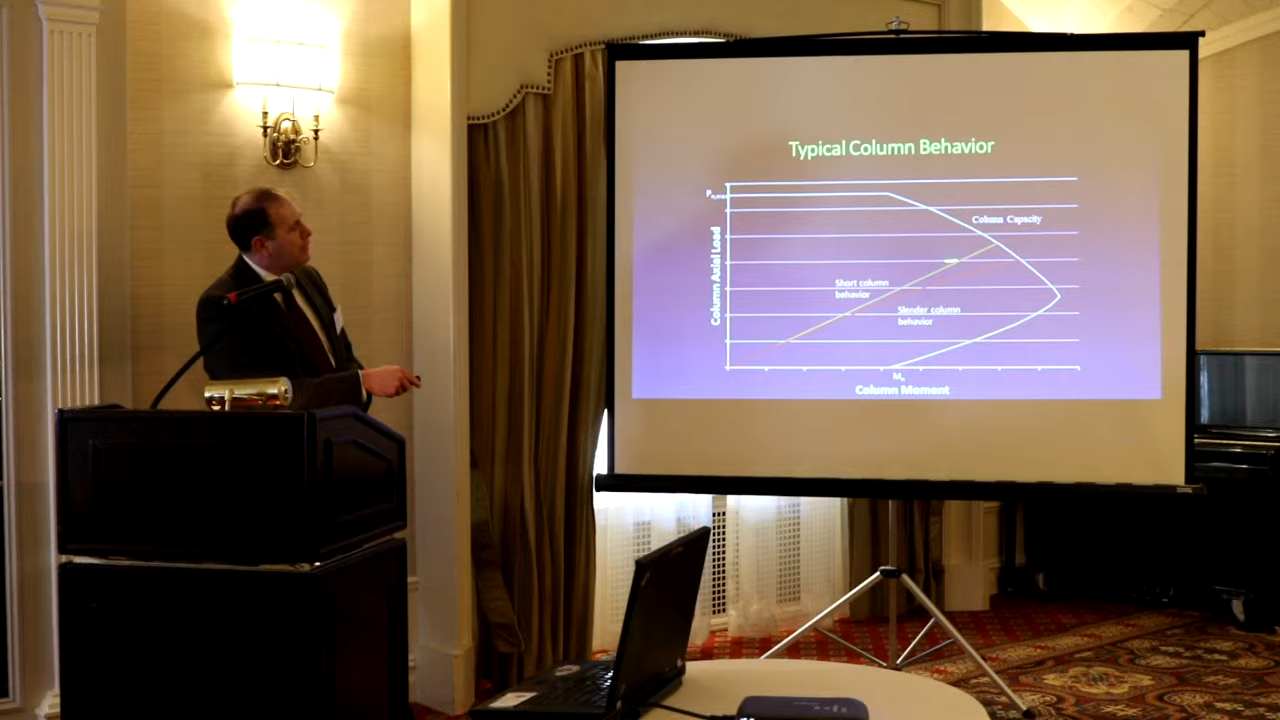 Typical Column Behavior
Column Capacity
Column Axial Load
Short column
behavior
Slender column
behavior
Column Moment